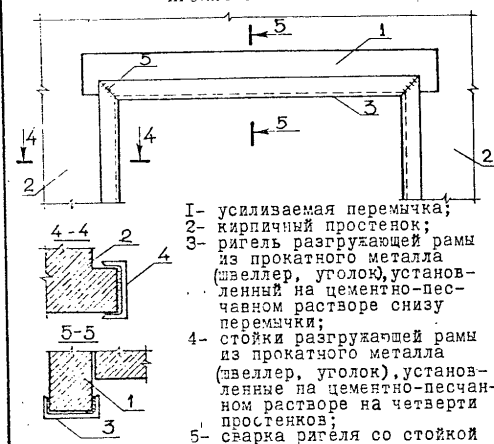 5
1
5
3
5
4
4
2
2
4-4
2
4
5-5
1
3
I- усиливаемая перемычка;
2- кирпичный простенок;
3- ригель разгружающей рамы
из прокатного металла
(швеллер, уголок),установ-
ленный на цементно-пес-
чавном растворе снизу
перемычки;
4- стойки разгружающей рамы
из прокатного металла
(швеллер, уголок),установ-
ленные на цементно-песчан-
ном растворе на четверти
простенков;
5- сварка ригеля со стойкой